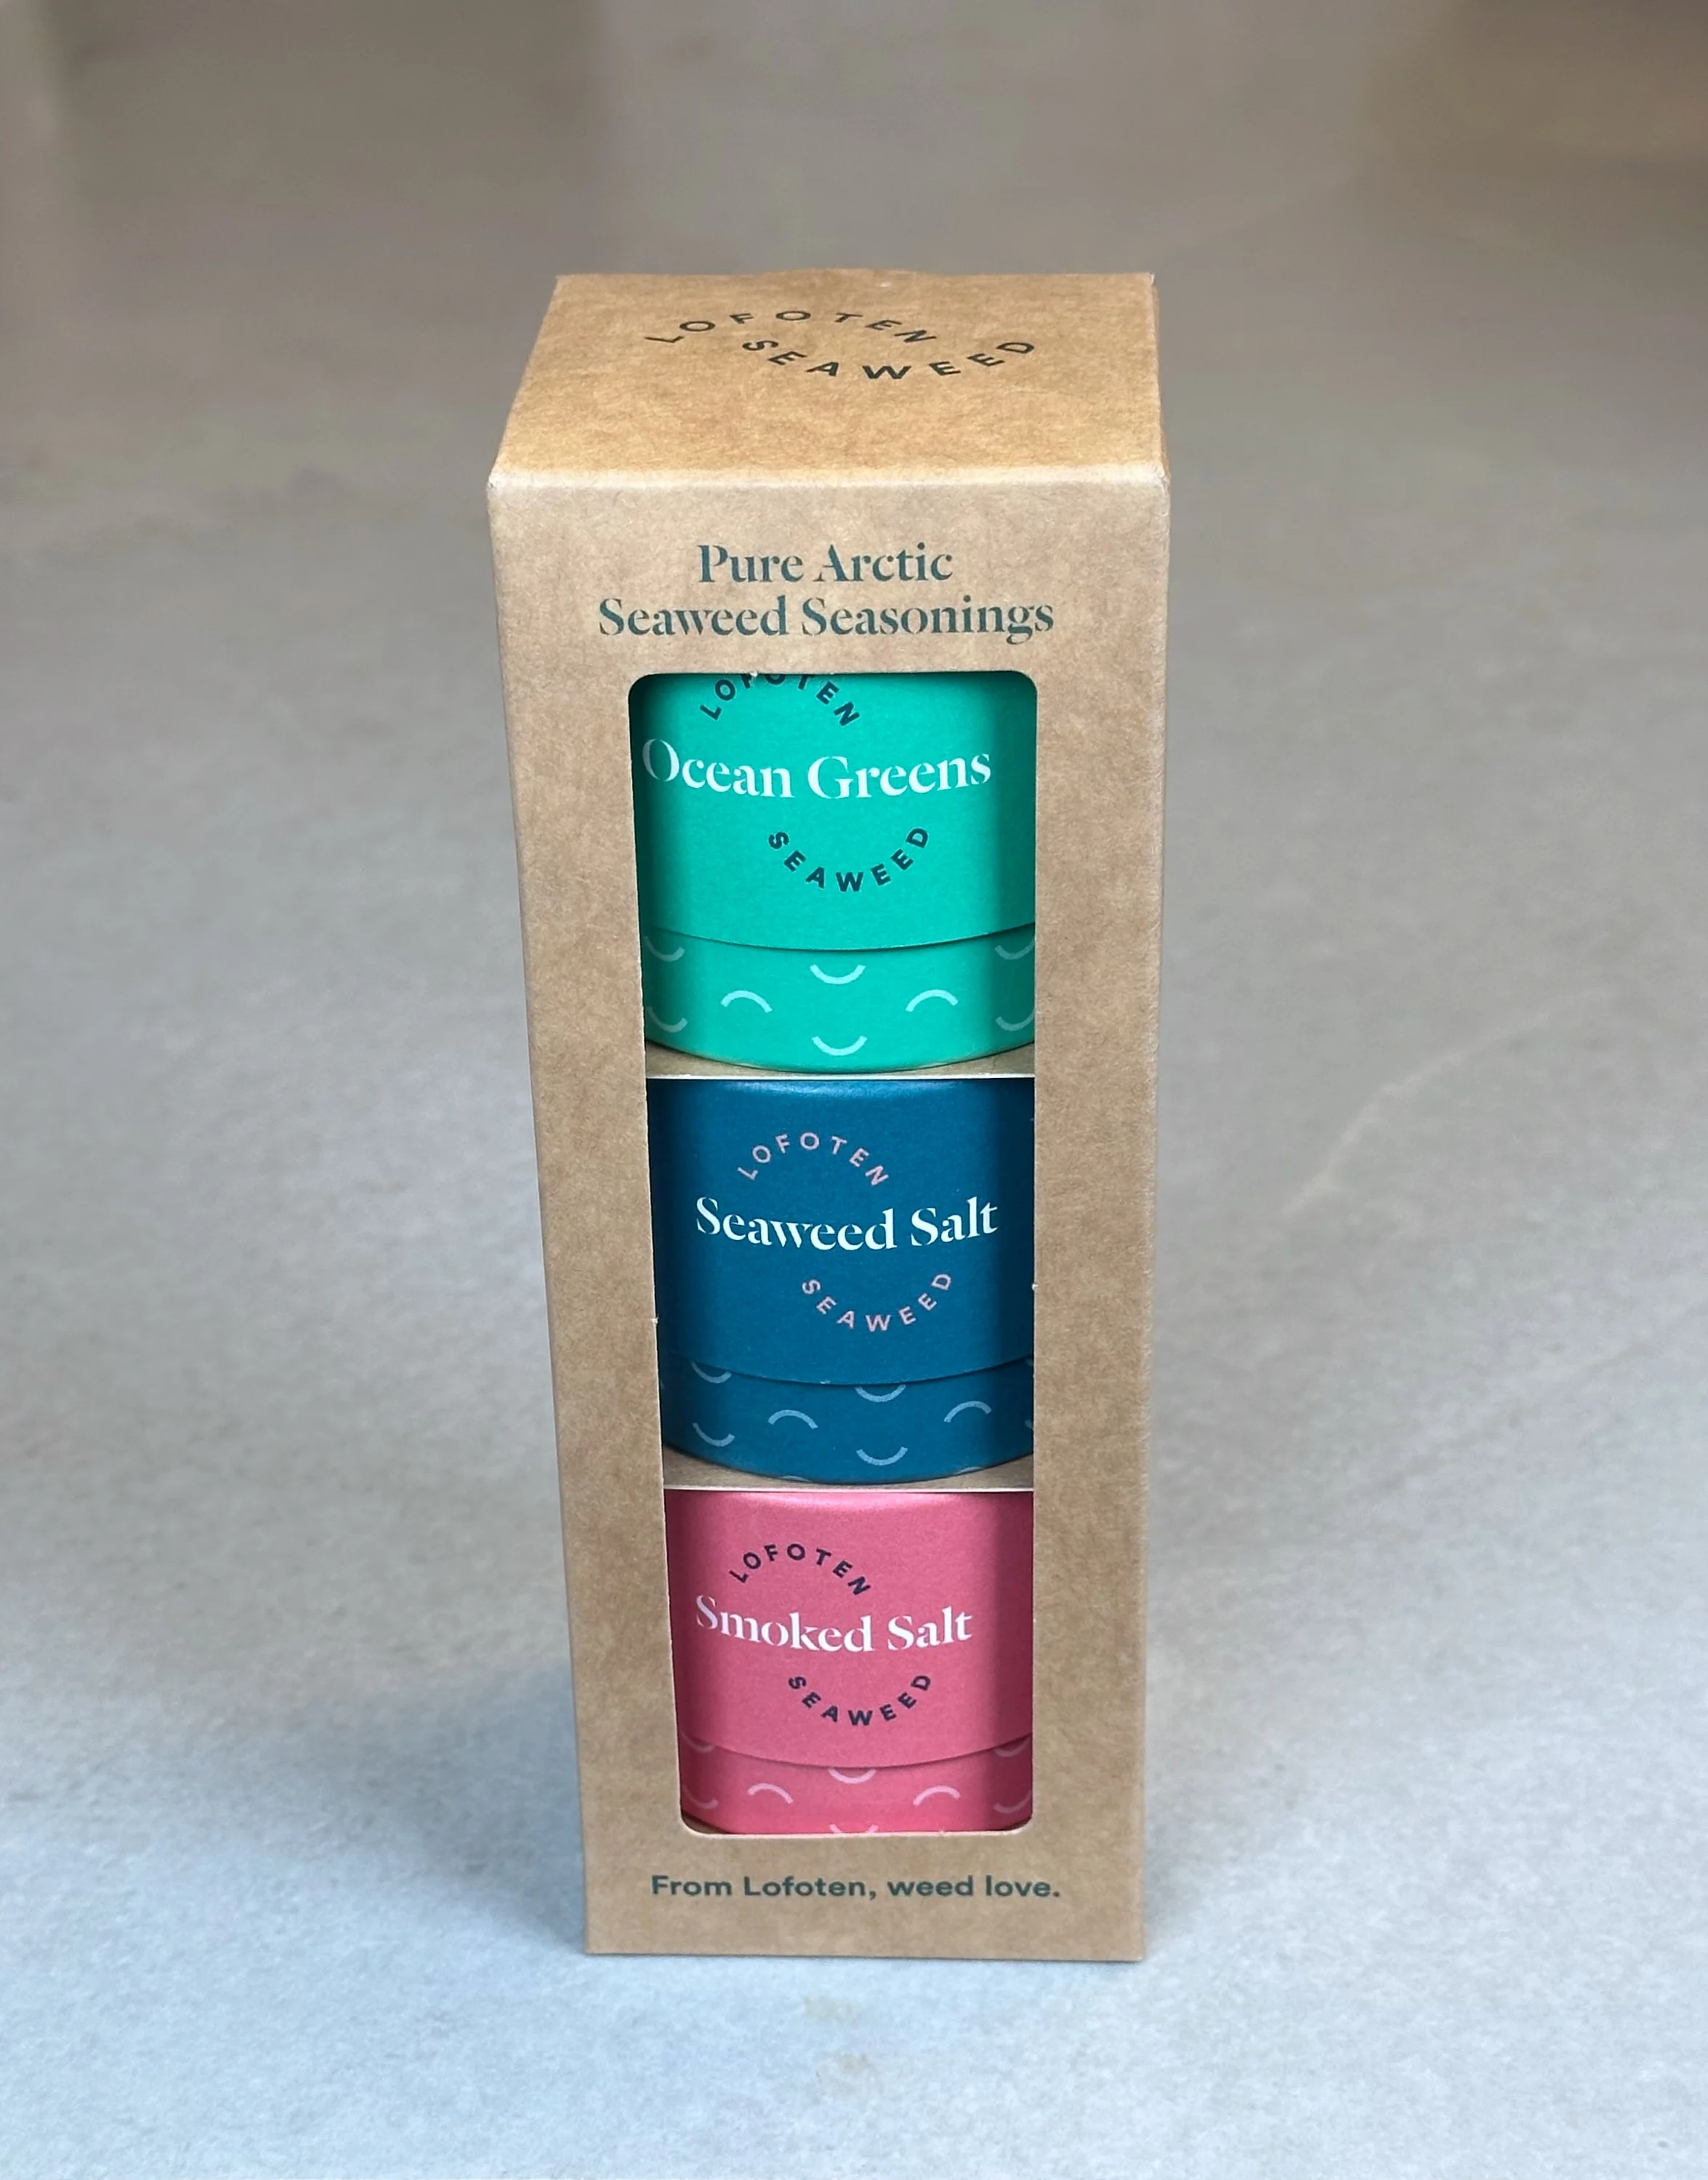 LOFOTEN
SEAWEED
Pure Arctic
Seaweed Seasonings
LOFOTEN
Ocean Greens
SEAWEED
LOFOTEN
Seaweed Salt
SEAWEED
LOFOTEN
Smoked Salt
SEAWEED
From Lofoten, weed love.